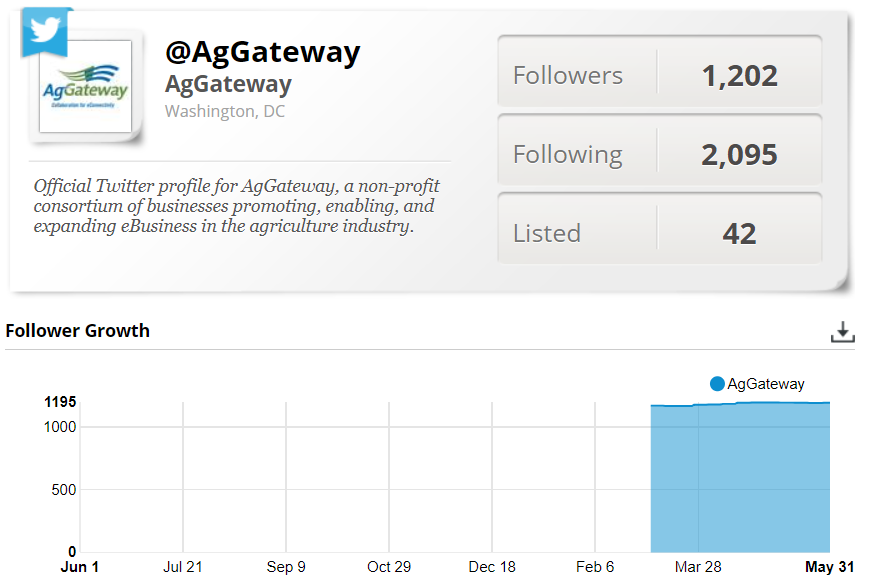 @AgGateway
AgGateway
Washington, DC
AgGateway
Collaboration for eConnectivity
Official Twitter profile for AgGateway, a non-profit
consortium of businesses promoting, enabling, and
expanding eBusiness in the agriculture industry.
Followers 1,202
Following 2,095
Listed 42
Follower Growth
AgGateway
1195
1000
500
0
Jun 1 Jul 21 Sep 9 Oct 29 Dec 18 Feb 6 Mar 28 May 31